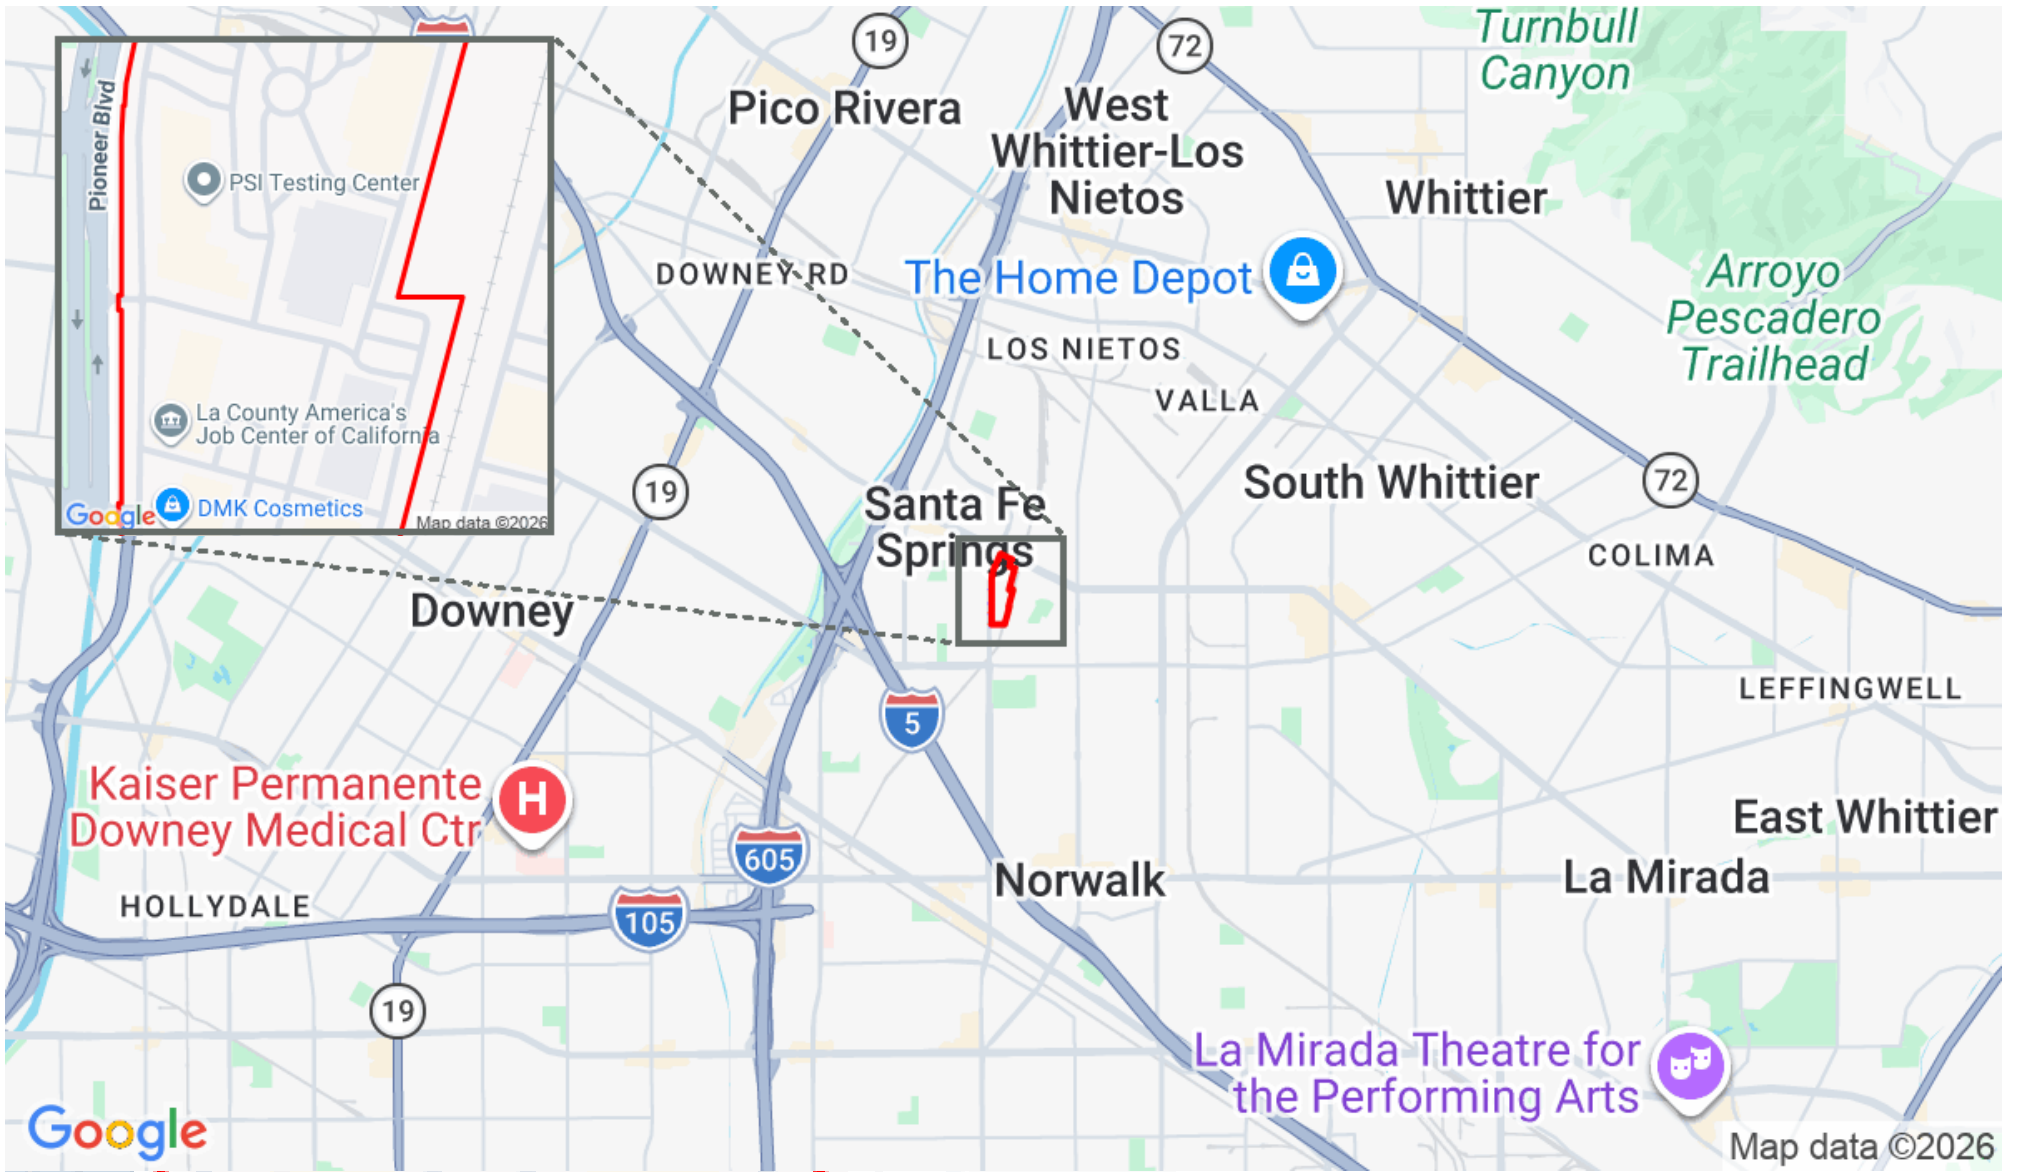 Turnbull
Canyon
19
72
Pico Rivera
West
Whittier-Los
Nietos
Whittier
Pioneer Blvd
PSI Testing Center
La County America's
Job Center of California
DMK Cosmetics
Google
Map data ©2026
DOWNEY RD
The Home Depot
Arroyo
Pescadero
Trailhead
LOS NIETOS
VALLA
19
Santa Fe
Springs
South Whittier
72
COLIMA
Downey
LEFFINGWELL
5
Kaiser Permanente
Downey Medical Ctr
H
605
East Whittier
Norwalk
La Mirada
HOLLYDALE
105
19
La Mirada Theatre for
the Performing Arts
Google
Map data ©2026